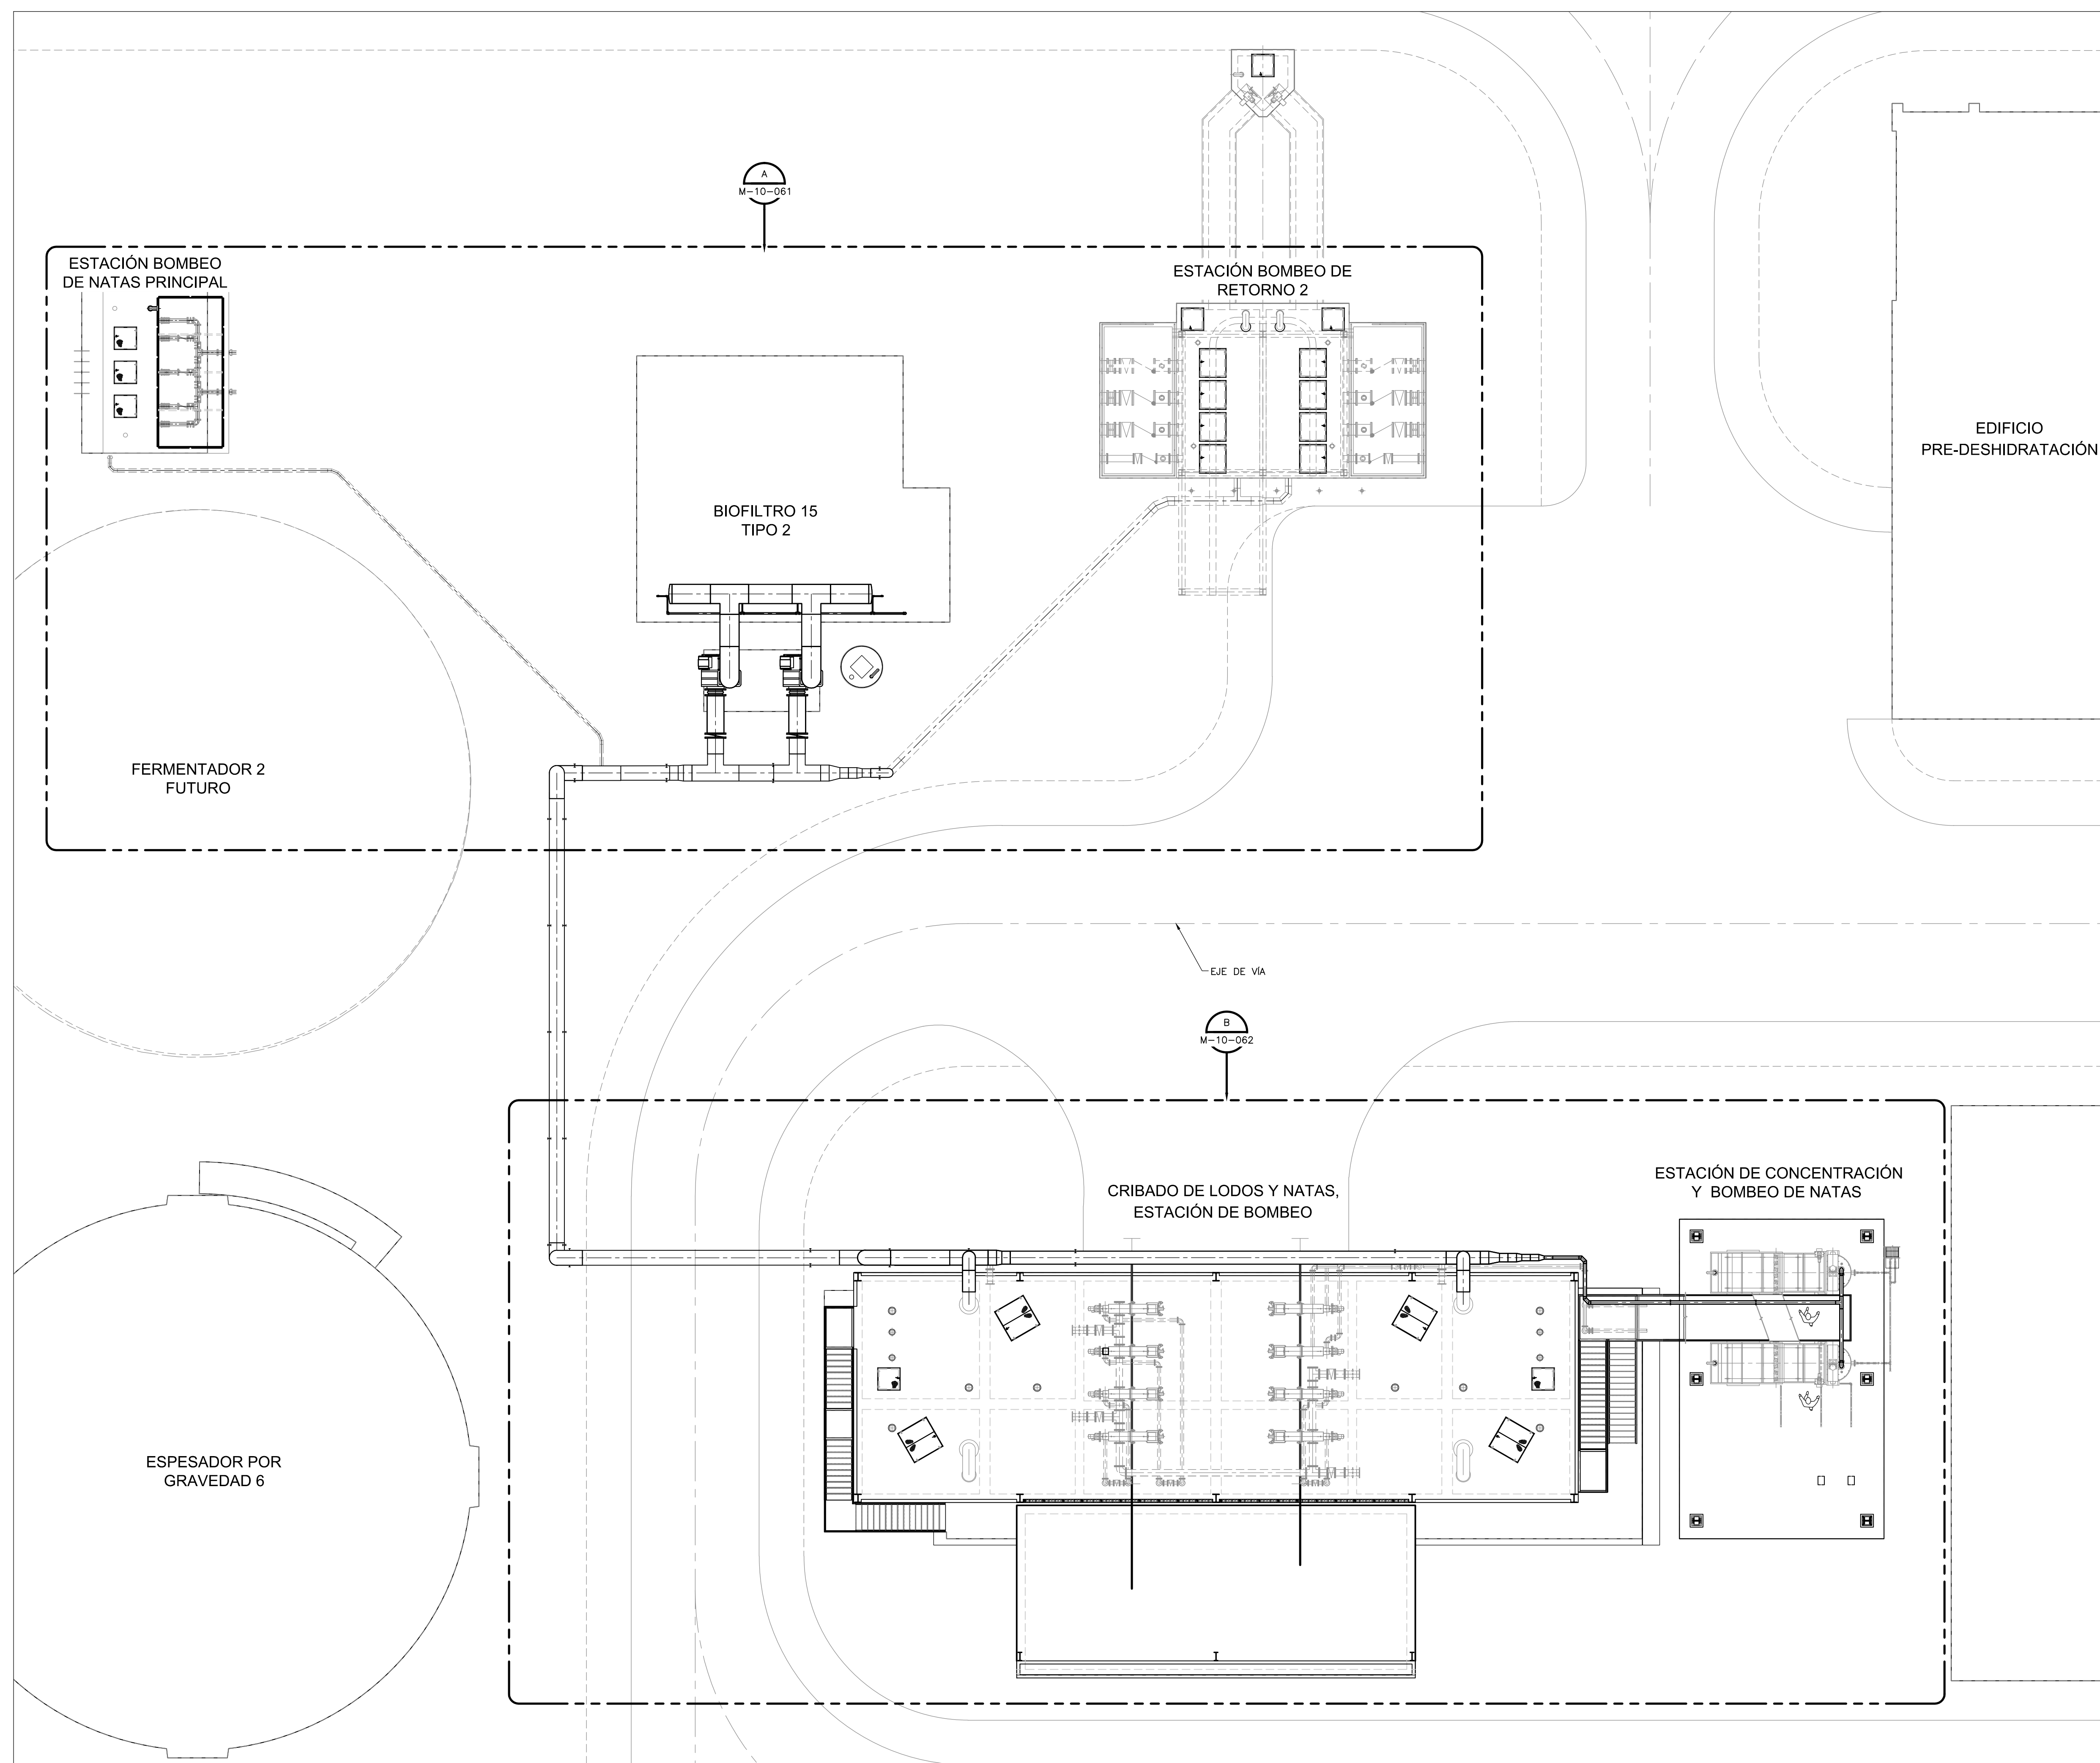 A
M-10-061
ESTACIÓN BOMBEO
DE NATAS PRINCIPAL
ESTACIÓN BOMBEO DE
RETORNO 2
EDIFICIO
PRE-DESHIDRATACIÓN
BIOFILTRO 15
TIPO 2
FERMENTADOR 2
FUTURO
EJE DE VÍA
B
M-10-062
CRIBADO DE LODOS Y NATAS,
ESTACIÓN DE BOMBEO
ESTACIÓN DE CONCENTRACIÓN
Y BOMBEO DE NATAS
ESPESADOR POR
GRAVEDAD 6